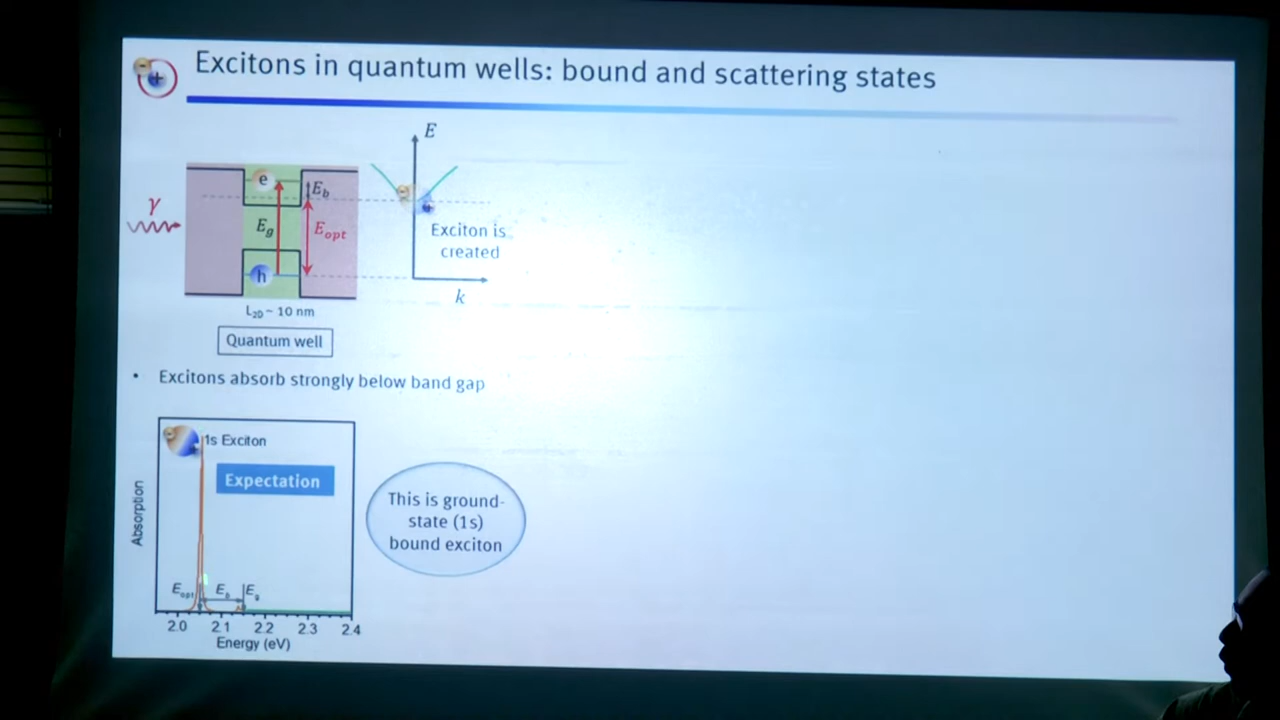 Excitons in quantum wells: bound and scattering states
E
e
E_b
γ
E_g
E_opt
Exciton is
created
h
k
L_2D ~ 10 nm
Quantum well
• Excitons absorb strongly below band gap
1s Exciton
Expectation
Absorption
This is ground-
state (1s)
bound exciton
E_opt E_b E_g
2.0 2.1 2.2 2.3 2.4
Energy (eV)